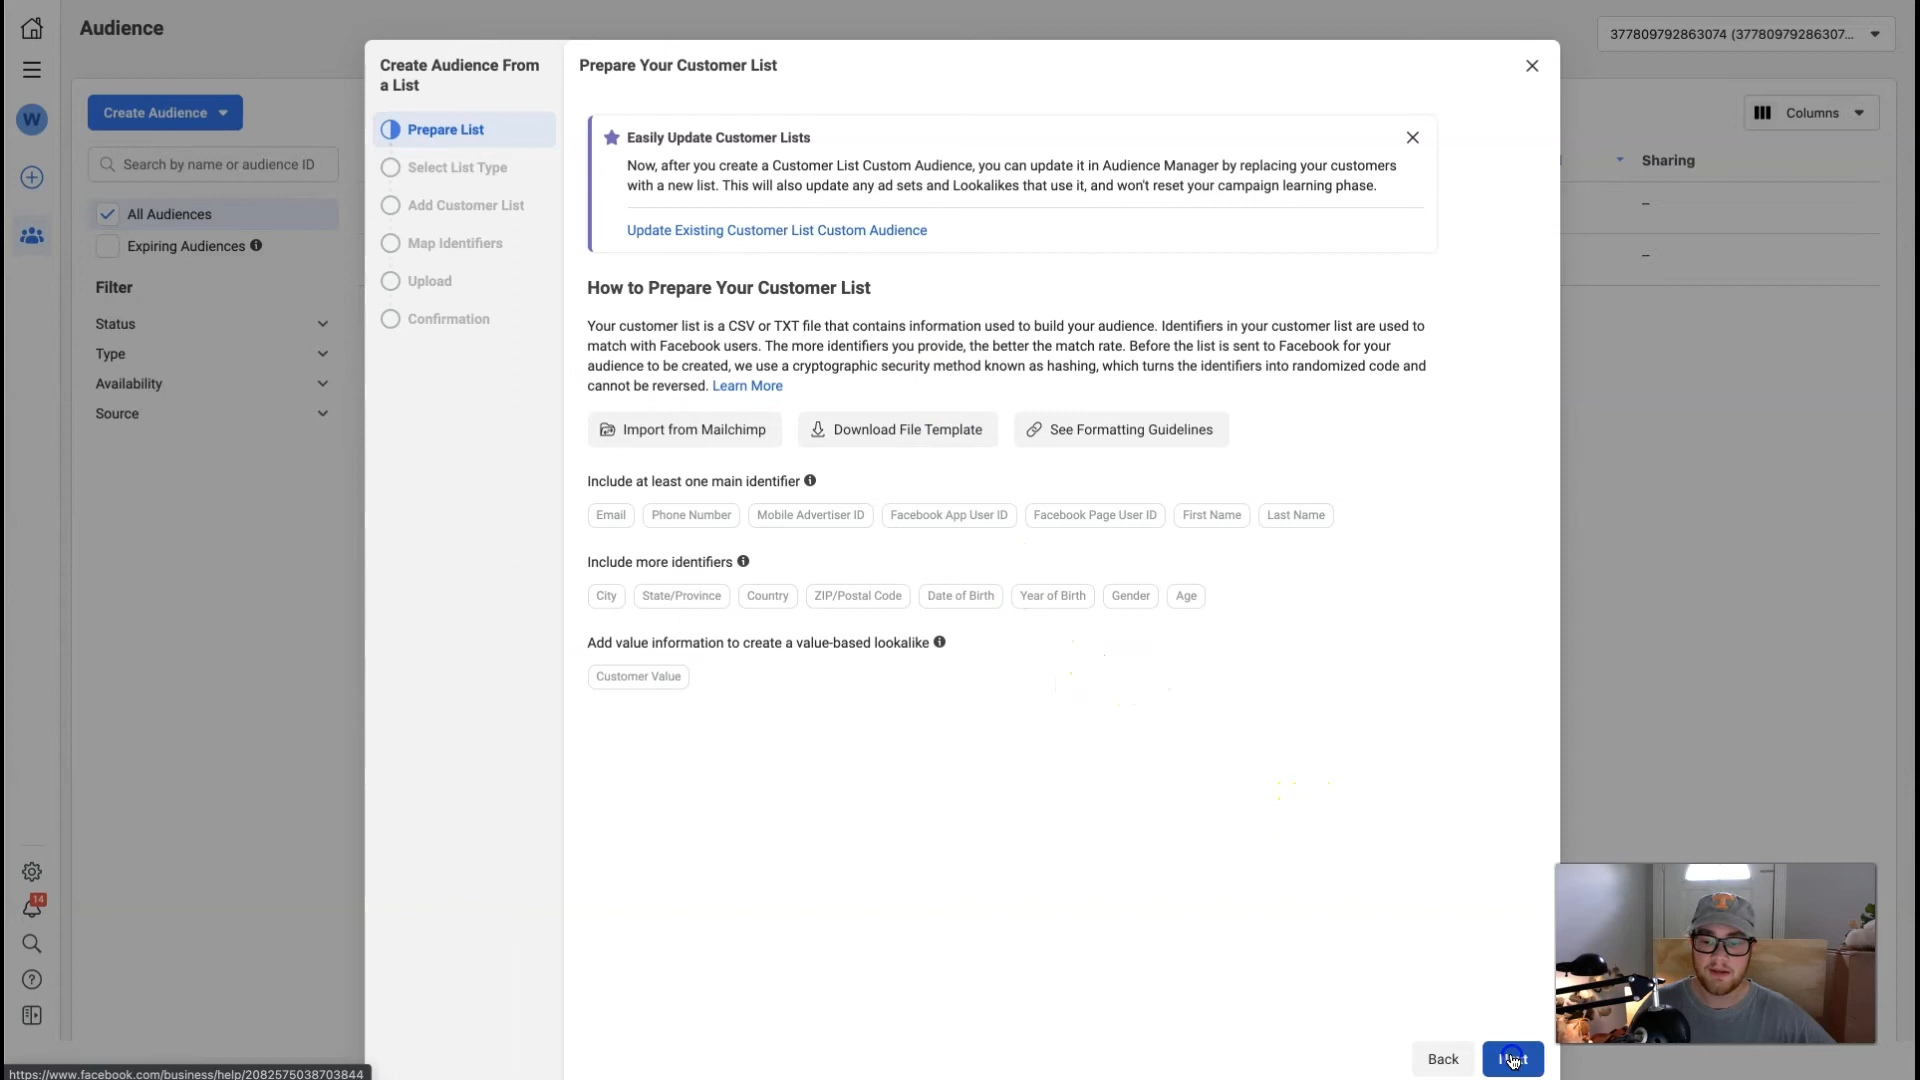 Audience
377809792863074 (37780979286307...
Create Audience
Columns
Search by name or audience ID
Sharing
All Audiences
–
Expiring Audiences
–
Filter
Status
Type
Availability
Source
W
14
Create Audience From
a List
Prepare List
Select List Type
Add Customer List
Map Identifiers
Upload
Confirmation
Prepare Your Customer List
Easily Update Customer Lists
Now, after you create a Customer List Custom Audience, you can update it in Audience Manager by replacing your customers
with a new list. This will also update any ad sets and Lookalikes that use it, and won't reset your campaign learning phase.
Update Existing Customer List Custom Audience
How to Prepare Your Customer List
Your customer list is a CSV or TXT file that contains information used to build your audience. Identifiers in your customer list are used to
match with Facebook users. The more identifiers you provide, the better the match rate. Before the list is sent to Facebook for your
audience to be created, we use a cryptographic security method known as hashing, which turns the identifiers into randomized code and
cannot be reversed. Learn More
Import from Mailchimp Download File Template See Formatting Guidelines
Include at least one main identifier
Email Phone Number Mobile Advertiser ID Facebook App User ID Facebook Page User ID First Name Last Name
Include more identifiers
City State/Province Country ZIP/Postal Code Date of Birth Year of Birth Gender Age
Add value information to create a value-based lookalike
Customer Value
Back
https://www.facebook.com/business/help/2082575038703844
T